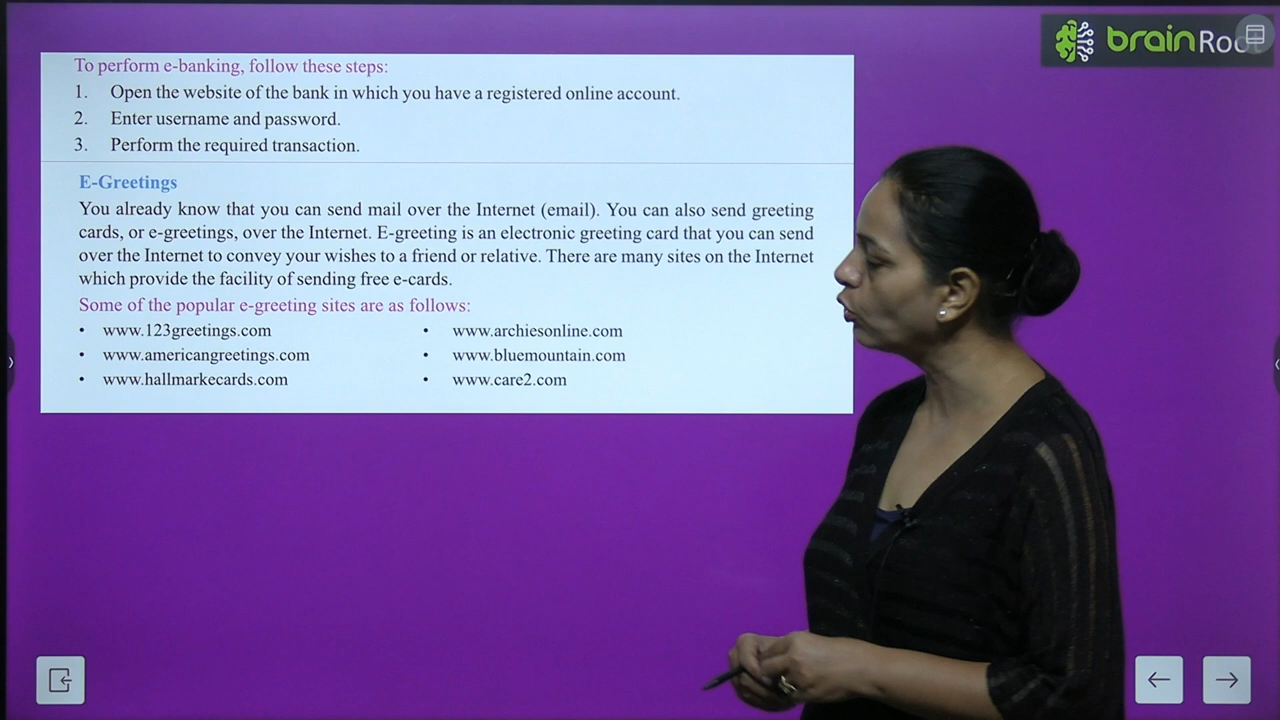 brainRoo
To perform e-banking, follow these steps:
1. Open the website of the bank in which you have a registered online account.
2. Enter username and password.
3. Perform the required transaction.
E-Greetings
You already know that you can send mail over the Internet (email). You can also send greeting
cards, or e-greetings, over the Internet. E-greeting is an electronic greeting card that you can send
over the Internet to convey your wishes to a friend or relative. There are many sites on the Internet
which provide the facility of sending free e-cards.
Some of the popular e-greeting sites are as follows:
• www.123greetings.com • www.archiesonline.com
• www.americangreetings.com • www.bluemountain.com
• www.hallmarkecards.com • www.care2.com